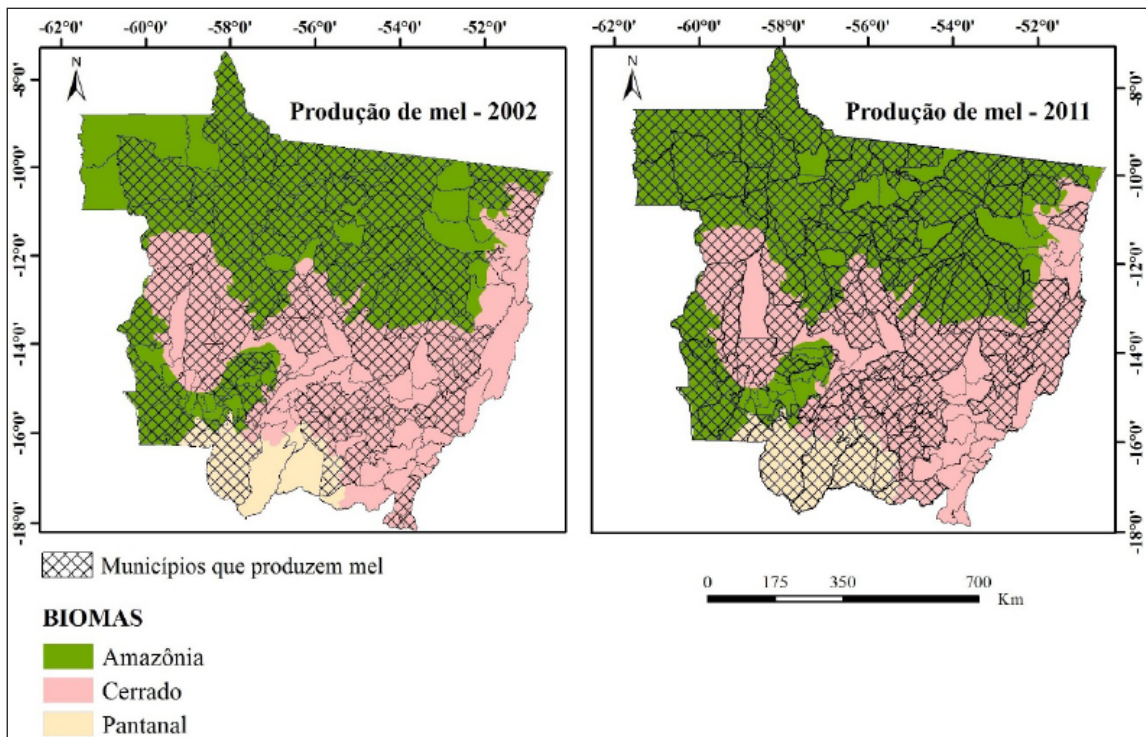 -62°0' -60°0' -58°0' -56°0' -54°0' -52°0'
-62°0' -60°0' -58°0' -56°0' -54°0' -52°0'
N
Produção de mel - 2002
-8°0'
-10°0'
-12°0'
-14°0'
-16°0'
-18°0'
N
Produção de mel - 2011
-8°0'
-10°0'
-12°0'
-14°0'
-16°0'
-18°0'
Municípios que produzem mel
0 175 350 700
Km
BIOMAS
Amazônia
Cerrado
Pantanal